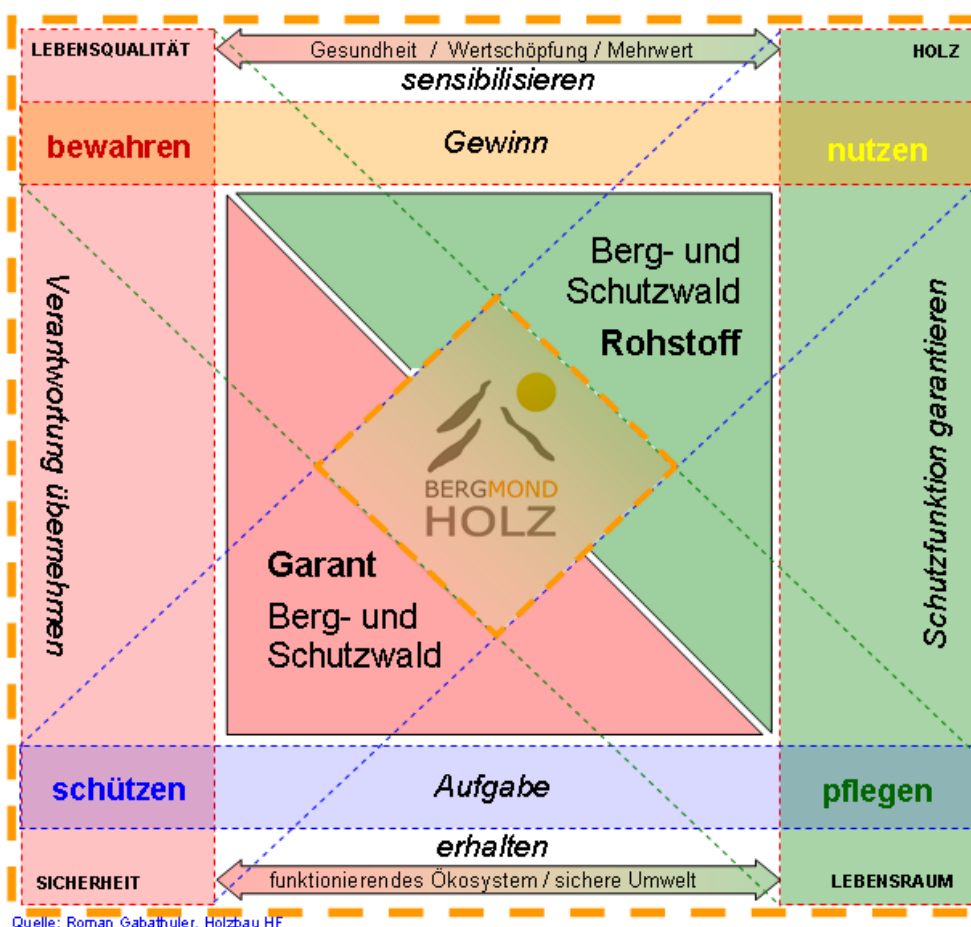 LEBENSQUALITÄT
Gesundheit / Wertschöpfung / Mehrwert
HOLZ
sensibilisieren
bewahren
Gewinn
nutzen
Verantwortung übernehmen
Berg- und
Schutzwald
Rohstoff
Schutzfunktion garantieren
BERGMOND
HOLZ
Garant
Berg- und
Schutzwald
schützen
Aufgabe
pflegen
erhalten
SICHERHEIT
funktionierendes Ökosystem / sichere Umwelt
LEBENSRAUM
Quelle: Roman Gabathuler, Holzbau HF